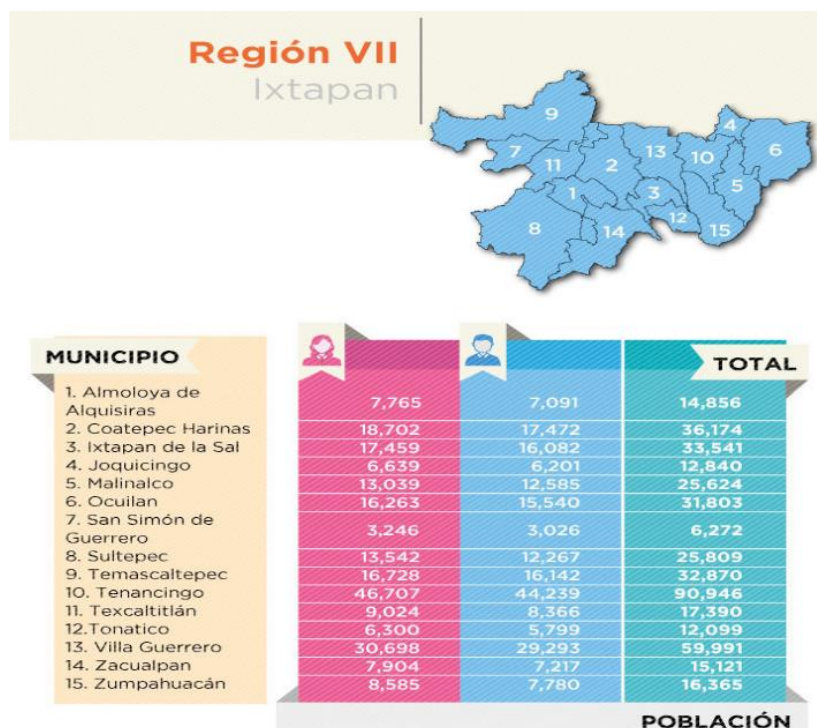 Región VII
Ixtapan
9
4
7
13
10
6
11
2
5
1
3
12
8
14
15
MUNICIPIO
TOTAL
1. Almoloya de
Alquisiras 7,765 7,091 14,856
2. Coatepec Harinas 18,702 17,472 36,174
3. Ixtapan de la Sal 17,459 16,082 33,541
4. Joquicingo 6,639 6,201 12,840
5. Malinalco 13,039 12,585 25,624
6. Ocuilan 16,263 15,540 31,803
7. San Simón de
Guerrero 3,246 3,026 6,272
8. Sultepec 13,542 12,267 25,809
9. Temascaltepec 16,728 16,142 32,870
10. Tenancingo 46,707 44,239 90,946
11. Texcaltitlán 9,024 8,366 17,390
12.Tonatico 6,300 5,799 12,099
13. Villa Guerrero 30,698 29,293 59,991
14. Zacualpan 7,904 7,217 15,121
15. Zumpahuacán 8,585 7,780 16,365
POBLACIÓN